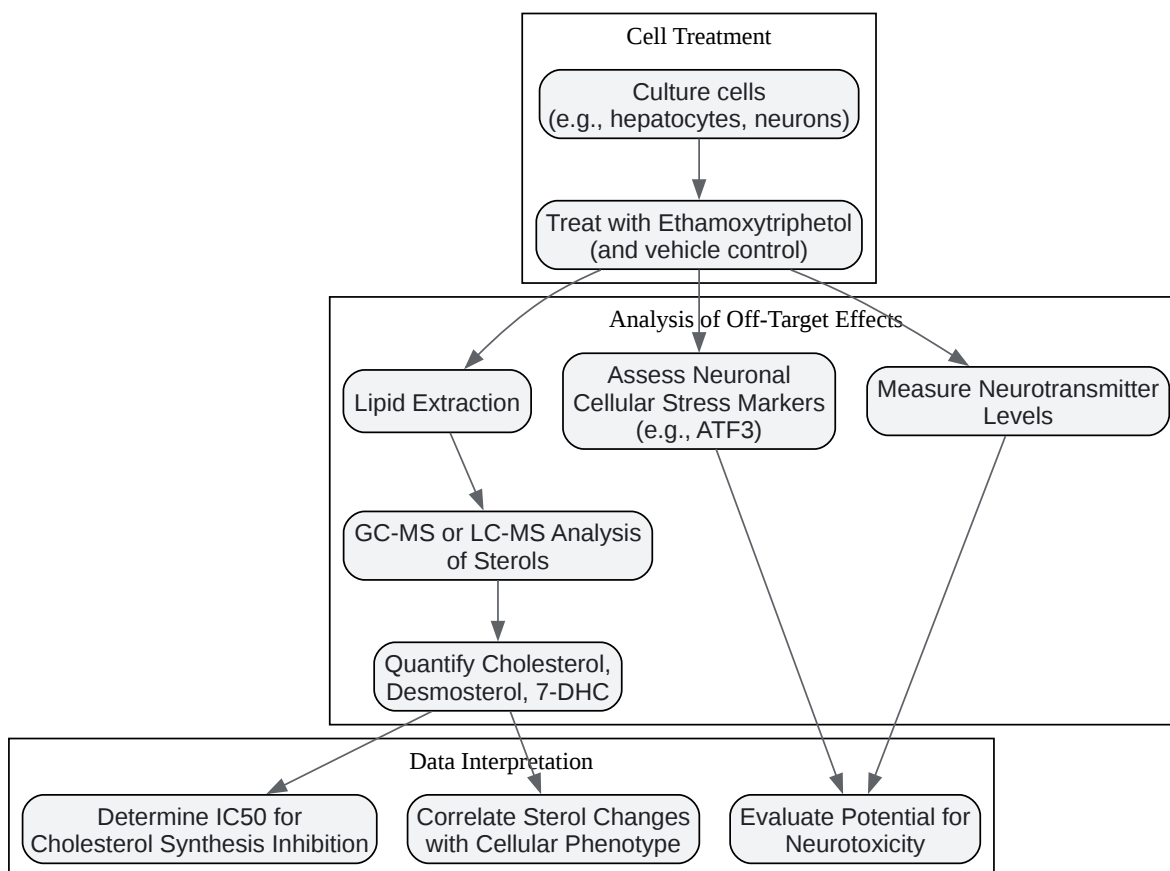 Cell Treatment
Culture cells
(e.g., hepatocytes, neurons)
Treat with Ethamoxytriphetol
(and vehicle control)
Analysis of Off-Target Effects
Lipid Extraction
Assess Neuronal
Cellular Stress Markers
(e.g., ATF3)
Measure Neurotransmitter
Levels
GC-MS or LC-MS Analysis
of Sterols
Quantify Cholesterol,
Desmosterol, 7-DHC
Data Interpretation
Determine IC50 for
Cholesterol Synthesis Inhibition
Correlate Sterol Changes
with Cellular Phenotype
Evaluate Potential for
Neurotoxicity